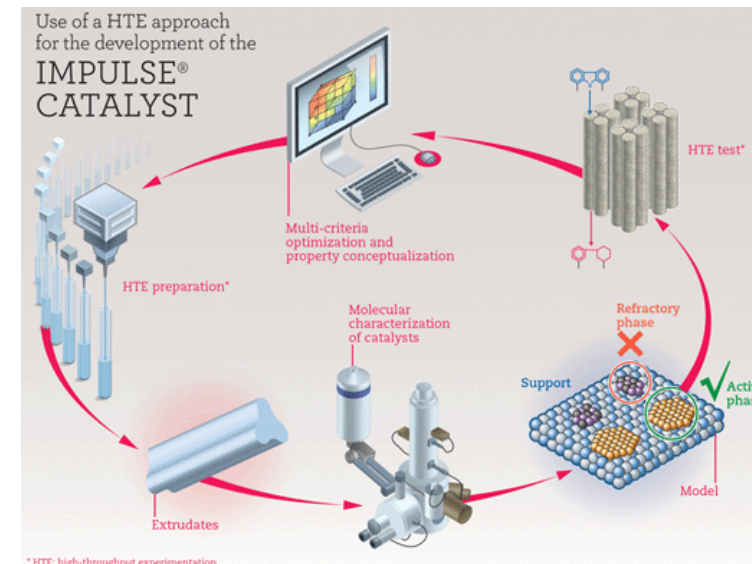 Use of a HTE approach
for the development of the
IMPULSE®
CATALYST
HTE test*
Multi-criteria
optimization and
property conceptualization
HTE preparation*
Molecular
characterization
of catalysts
Refractory
phase
Support
Model
Extrudates
* HTE: high-throughput experimentation